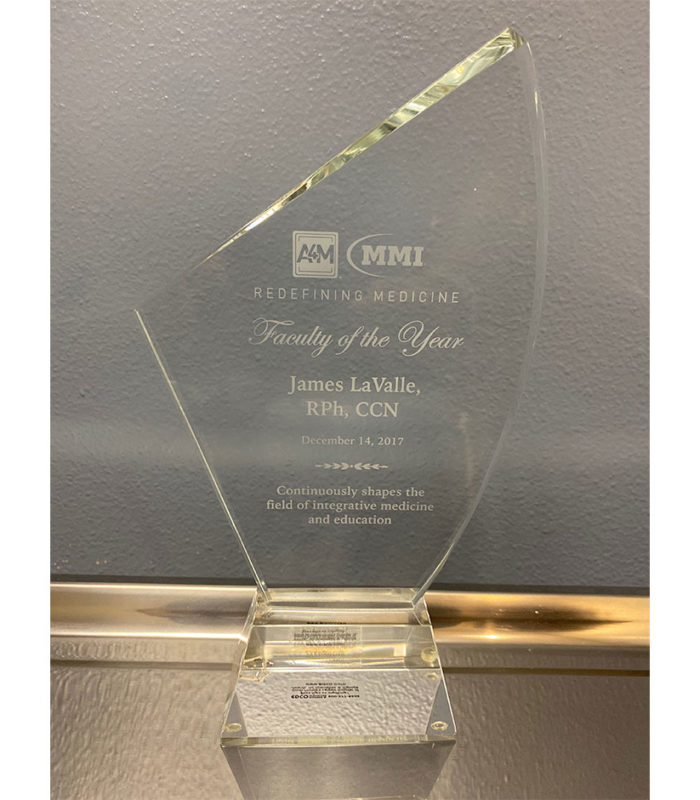 A4M MMI
REDEFINING MEDICINE
Faculty of the Year
James LaValle,
RPh, CCN
December 14, 2017
Continuously shapes the
field of integrative medicine
and education